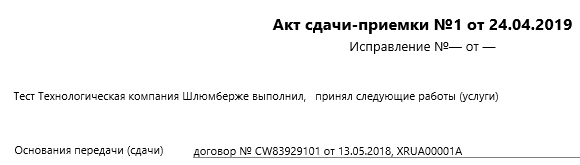 Акт сдачи-приемки №1 от 24.04.2019
Исправление №— от —
Тест Технологическая компания Шлюмберже выполнил, принял следующие работы (услуги)
Основания передачи (сдачи) договор № CW83929101 от 13.05.2018, XRUA00001A